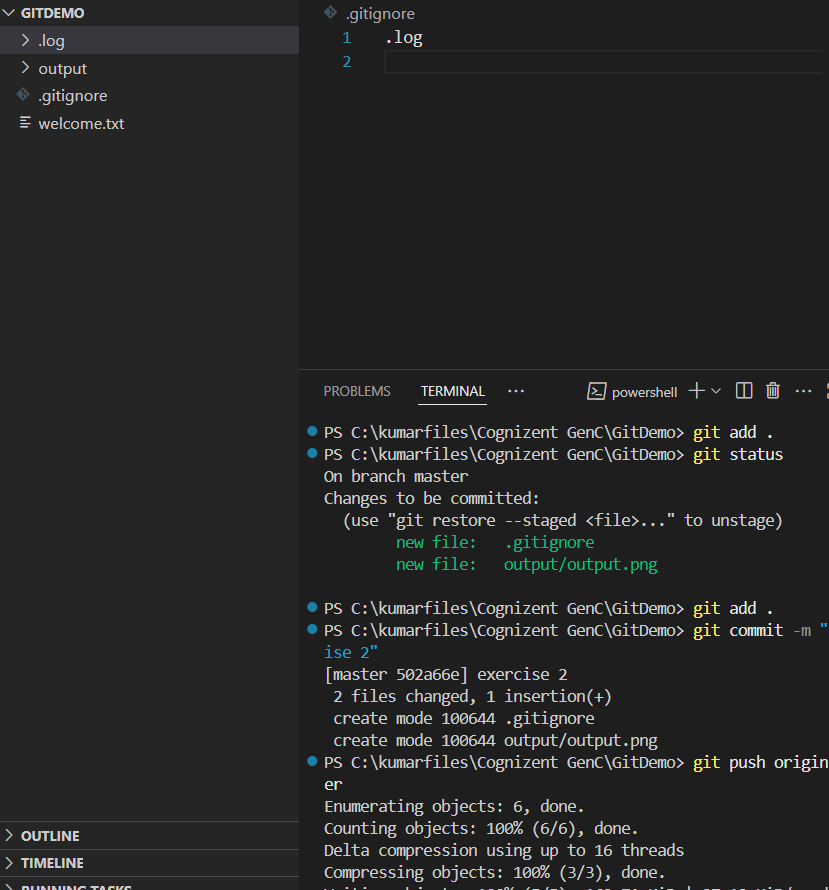 GITDEMO
.log
output
.gitignore
welcome.txt
OUTLINE
TIMELINE
RUNNING TASKS
.gitignore
1 .log
2
PROBLEMS TERMINAL ... powershell
PS C:\kumarfiles\Cognizent GenC\GitDemo> git add .
PS C:\kumarfiles\Cognizent GenC\GitDemo> git status
On branch master
Changes to be committed:
(use "git restore --staged <file>..." to unstage)
new file: .gitignore
new file: output/output.png
PS C:\kumarfiles\Cognizent GenC\GitDemo> git add .
PS C:\kumarfiles\Cognizent GenC\GitDemo> git commit -m "
ise 2"
[master 502a66e] exercise 2
2 files changed, 1 insertion(+)
create mode 100644 .gitignore
create mode 100644 output/output.png
PS C:\kumarfiles\Cognizent GenC\GitDemo> git push origin
er
Enumerating objects: 6, done.
Counting objects: 100% (6/6), done.
Delta compression using up to 16 threads
Compressing objects: 100% (3/3), done.